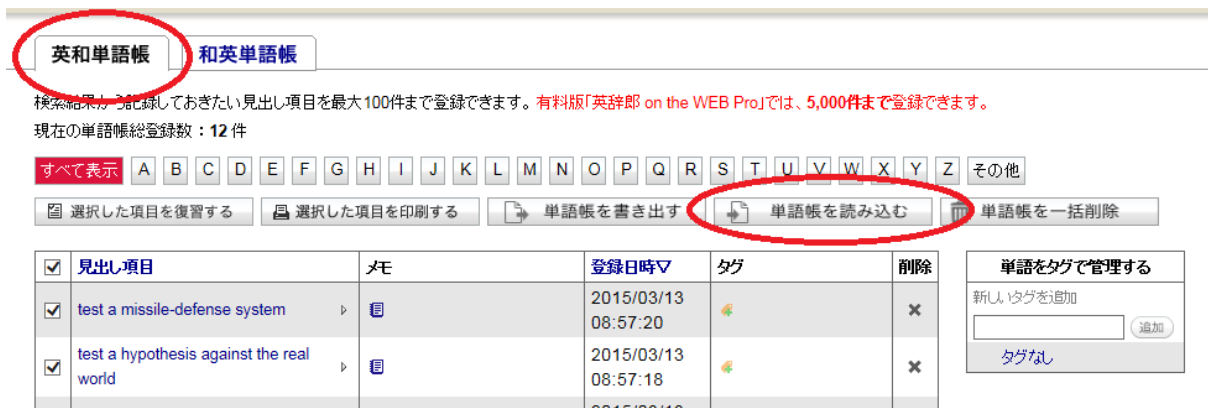 英和単語帳 和英単語帳
検索結果から記録しておきたい見出し項目を最大100件まで登録できます。有料版「英辞郎 on the WEB Pro」では、5,000件まで登録できます。
現在の単語帳総登録数：12 件
すべて表示 A B C D E F G H I J K L M N O P Q R S T U V W X Y Z その他
選択した項目を復習する 選択した項目を印刷する 単語帳を書き出す 単語帳を読み込む 単語帳を一括削除
見出し項目 メモ 登録日時▽ タグ 削除 単語をタグで管理する
新しいタグを追加
test a missile-defense system 2015/03/13
08:57:20
追加
test a hypothesis against the real
world 2015/03/13
08:57:18
タグなし